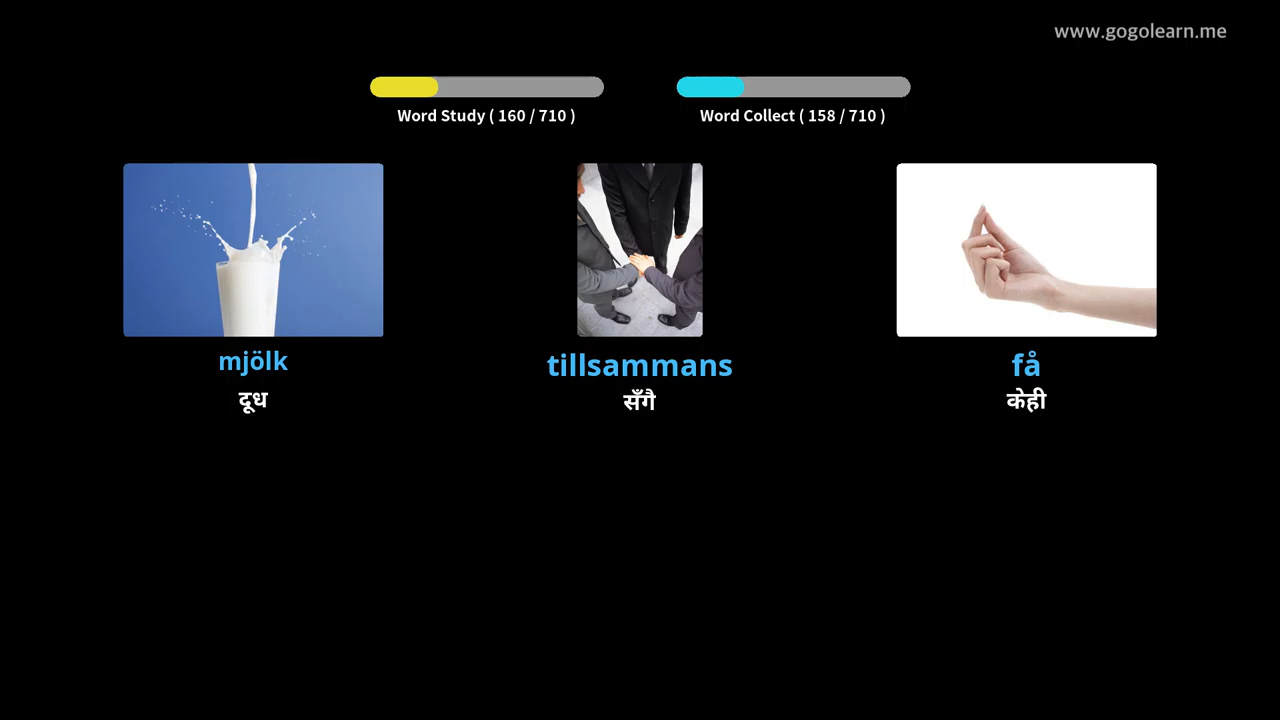 www.gogolearn.me
Word Study ( 160 / 710 )
Word Collect ( 158 / 710 )
mjölk
tillsammans
få
दूध
सँगै
केही